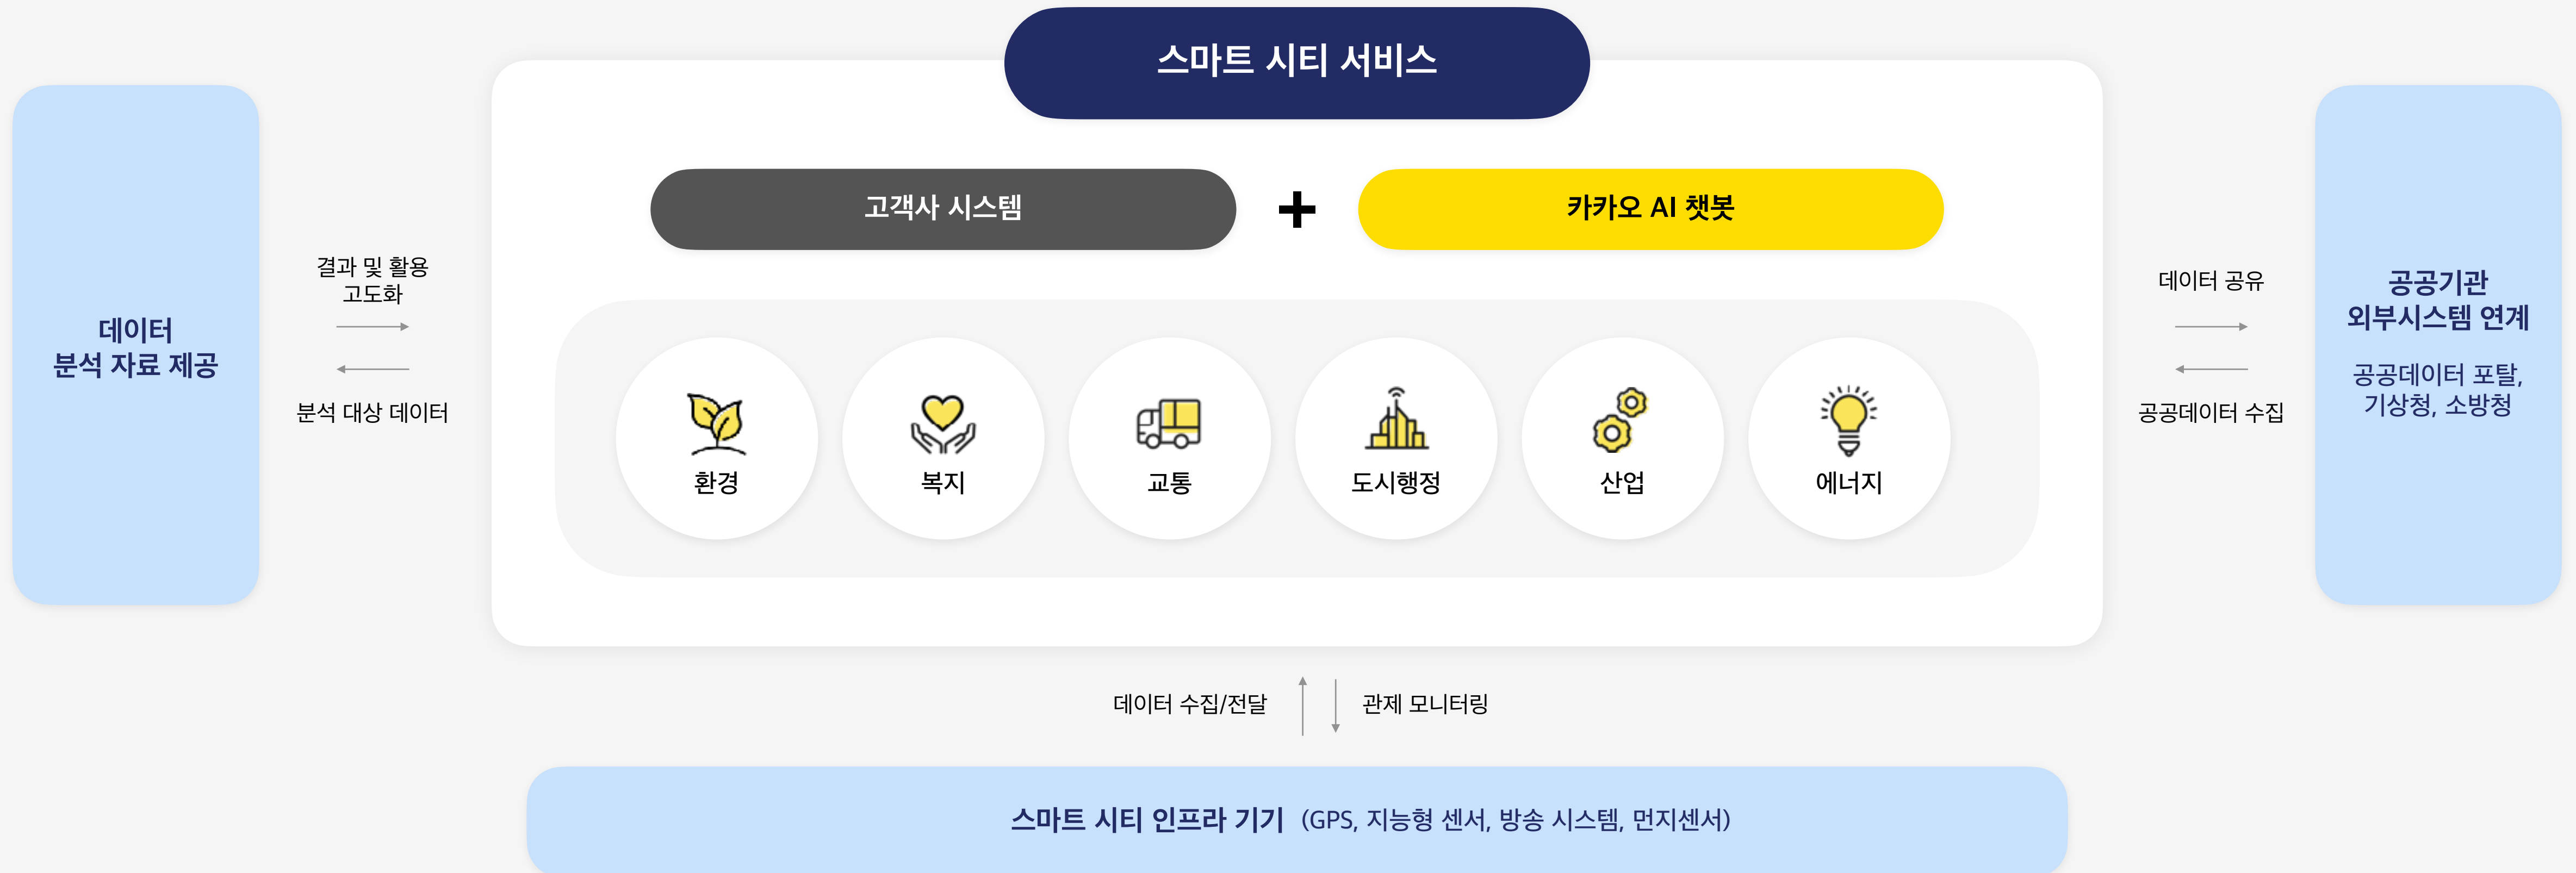 스마트 시티 서비스
고객사 시스템
+
카카오 AI 챗봇
데이터
분석 자료 제공
결과 및 활용
고도화
분석 대상 데이터
환경
복지
교통
도시행정
산업
에너지
데이터 공유
공공데이터 수집
공공기관
외부시스템 연계
공공데이터 포탈,
기상청, 소방청
데이터 수집/전달
관제 모니터링
스마트 시티 인프라 기기 (GPS, 지능형 센서, 방송 시스템, 먼지센서)